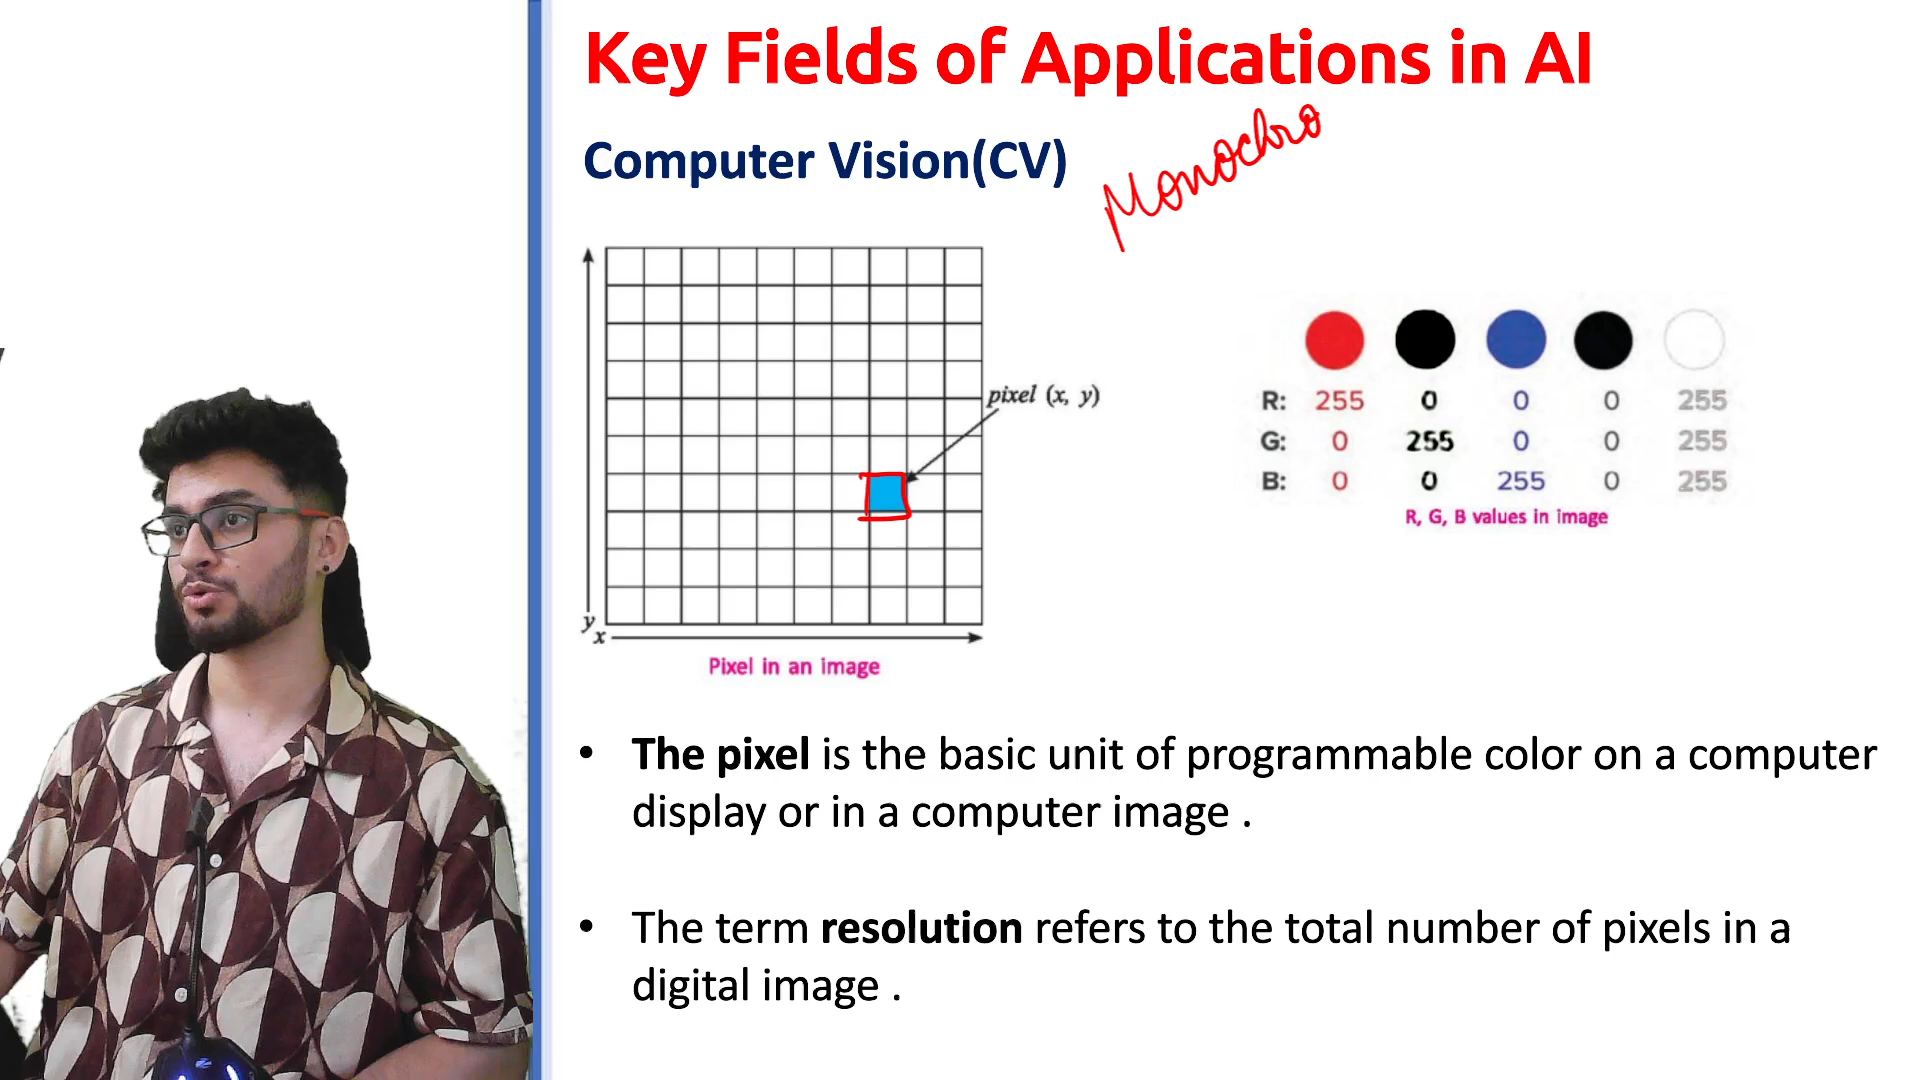 Key Fields of Applications in AI
Computer Vision(CV)
Monochro
pixel (x, y)
y
x
Pixel in an image
R: 255 0 0 0 255
G: 0 255 0 0 255
B: 0 0 255 0 255
R, G, B values in image
• The pixel is the basic unit of programmable color on a computer
display or in a computer image .
• The term resolution refers to the total number of pixels in a
digital image .